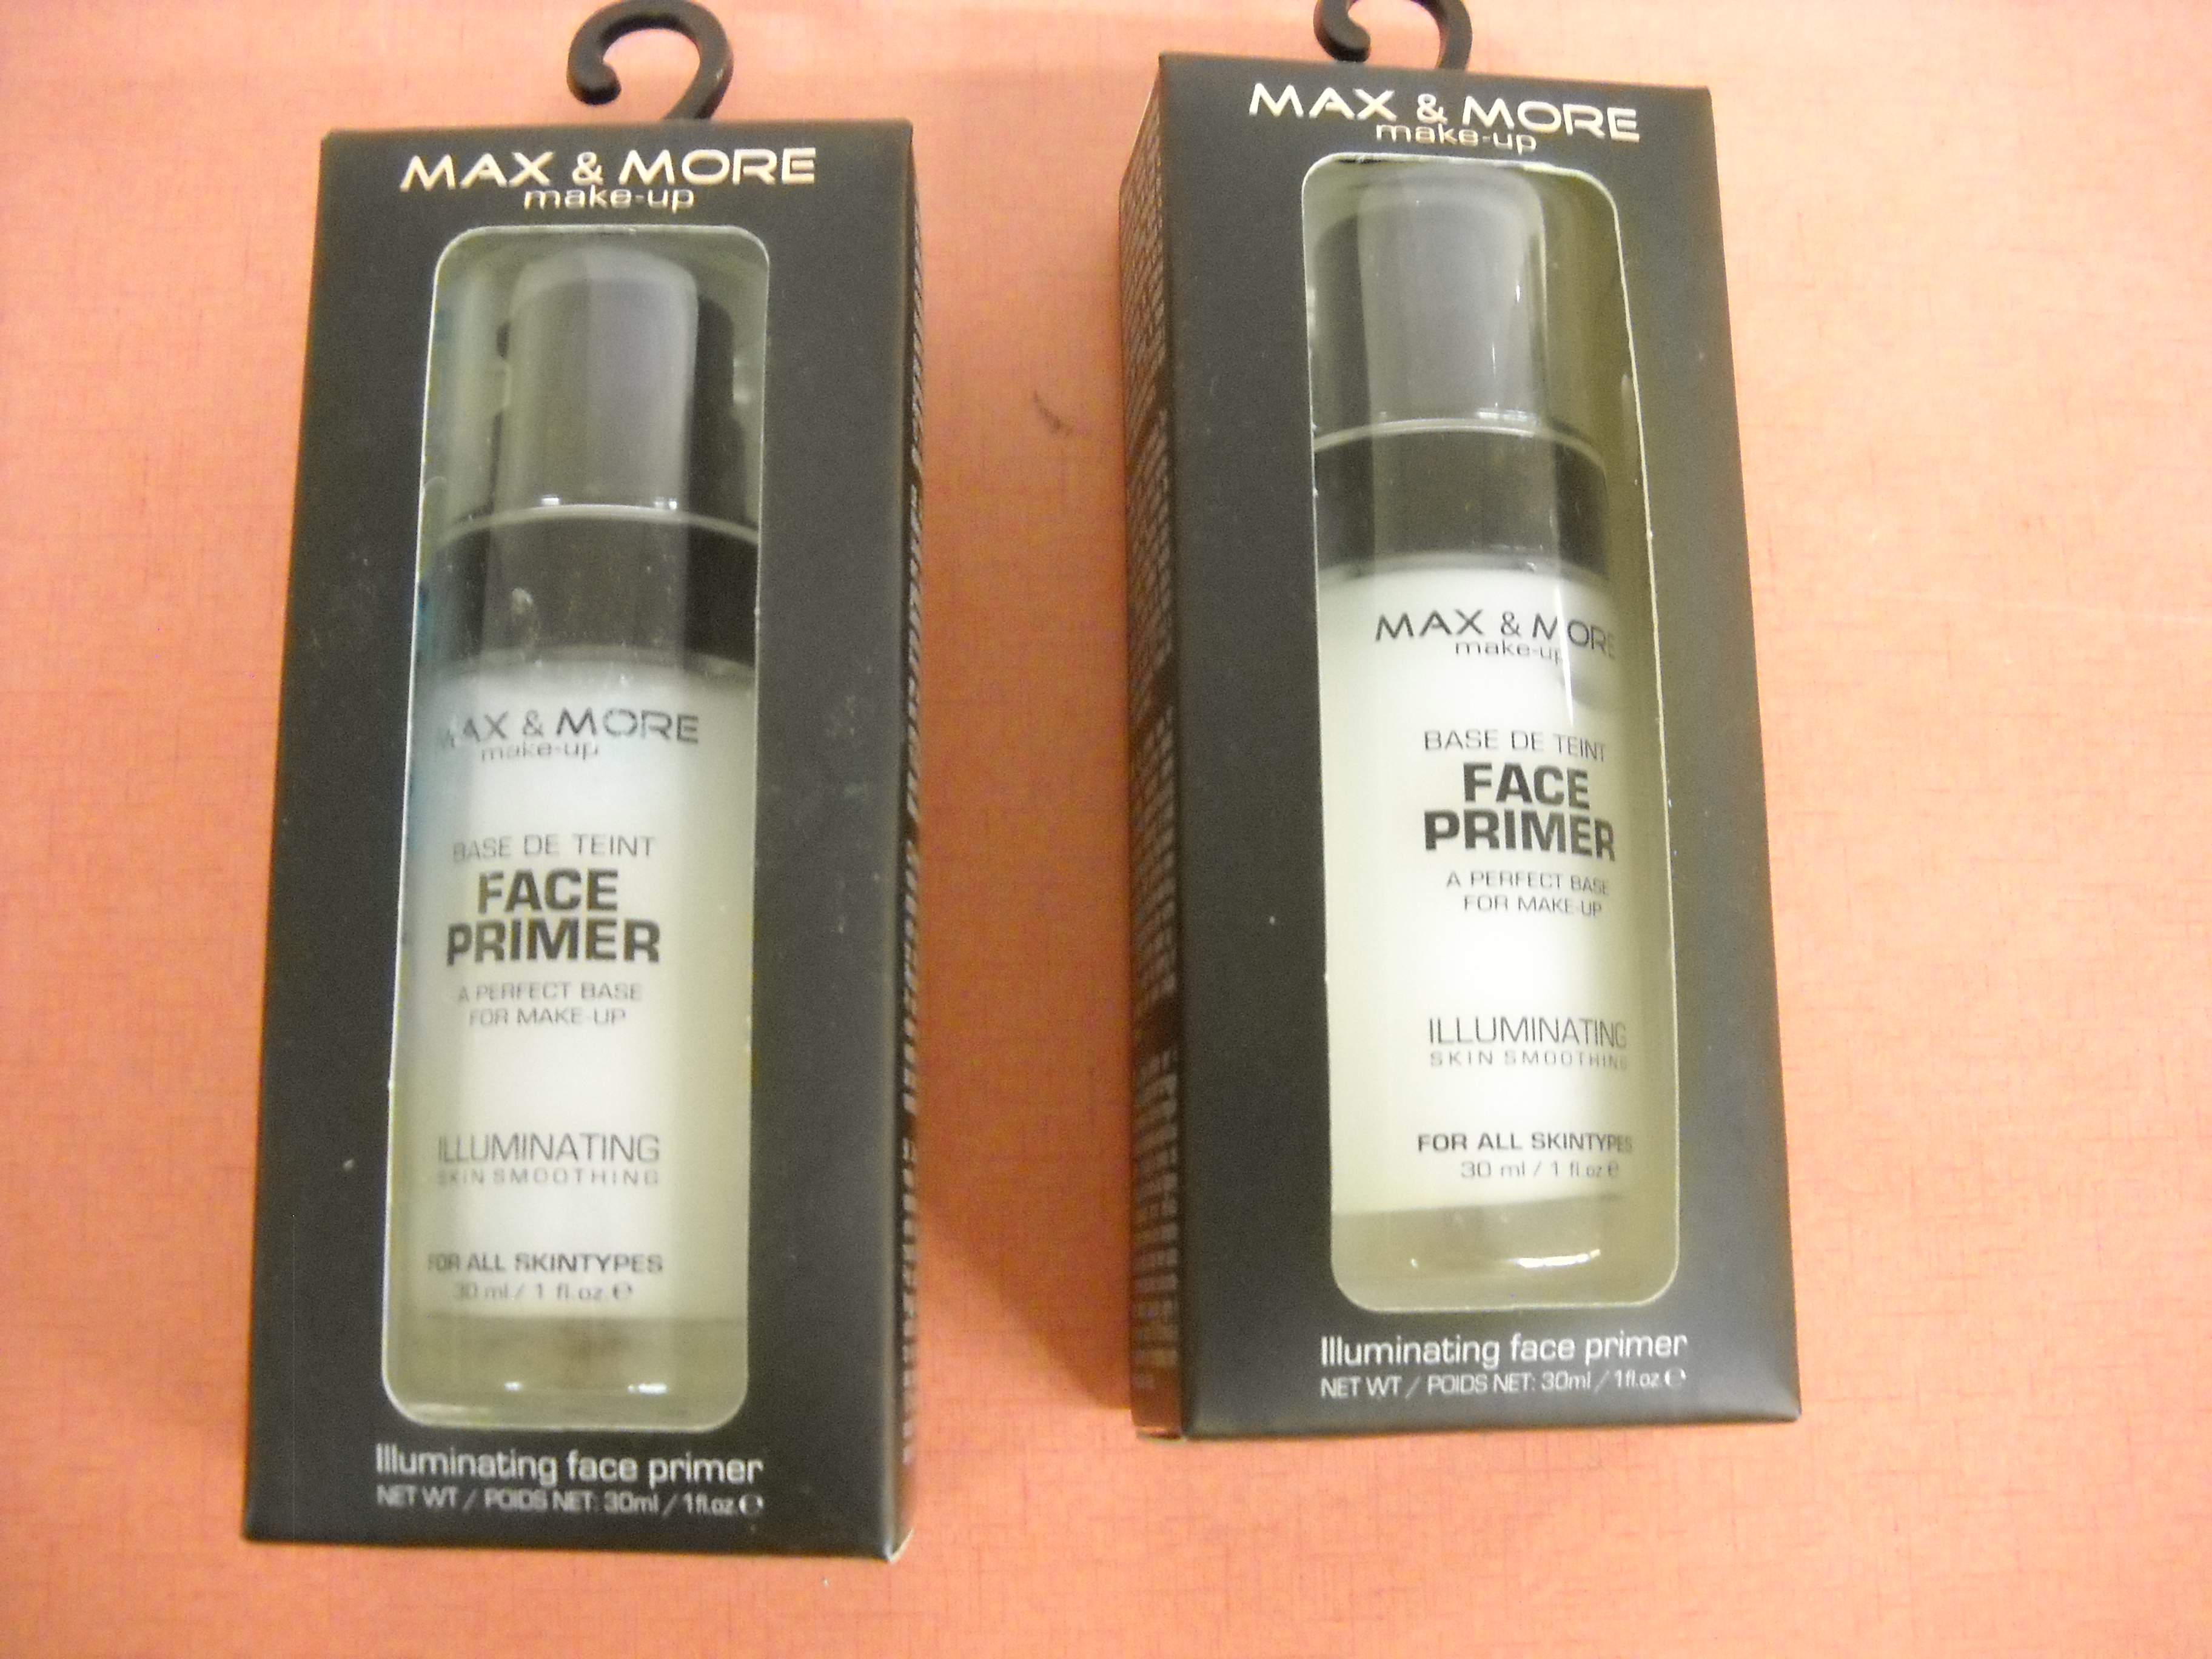 MAX & MORE
make-up
MAX & MORE
make-up
BASE DE TEINT
FACE
PRIMER
A PERFECT BASE
FOR MAKE-UP
ILLUMINATING
SKIN SMOOTHING
FOR ALL SKINTYPES
30 ml / 1 fl.oz. ℮
Illuminating face primer
NET WT / POIDS NET: 30ml / 1fl.oz. ℮
MAX & MORE
make-up
MAX & MORE
make-up
BASE DE TEINT
FACE
PRIMER
A PERFECT BASE
FOR MAKE-UP
ILLUMINATING
SKIN SMOOTHING
FOR ALL SKINTYPES
30 ml / 1 fl.oz ℮
Illuminating face primer
NET WT / POIDS NET: 30ml / 1fl.oz ℮